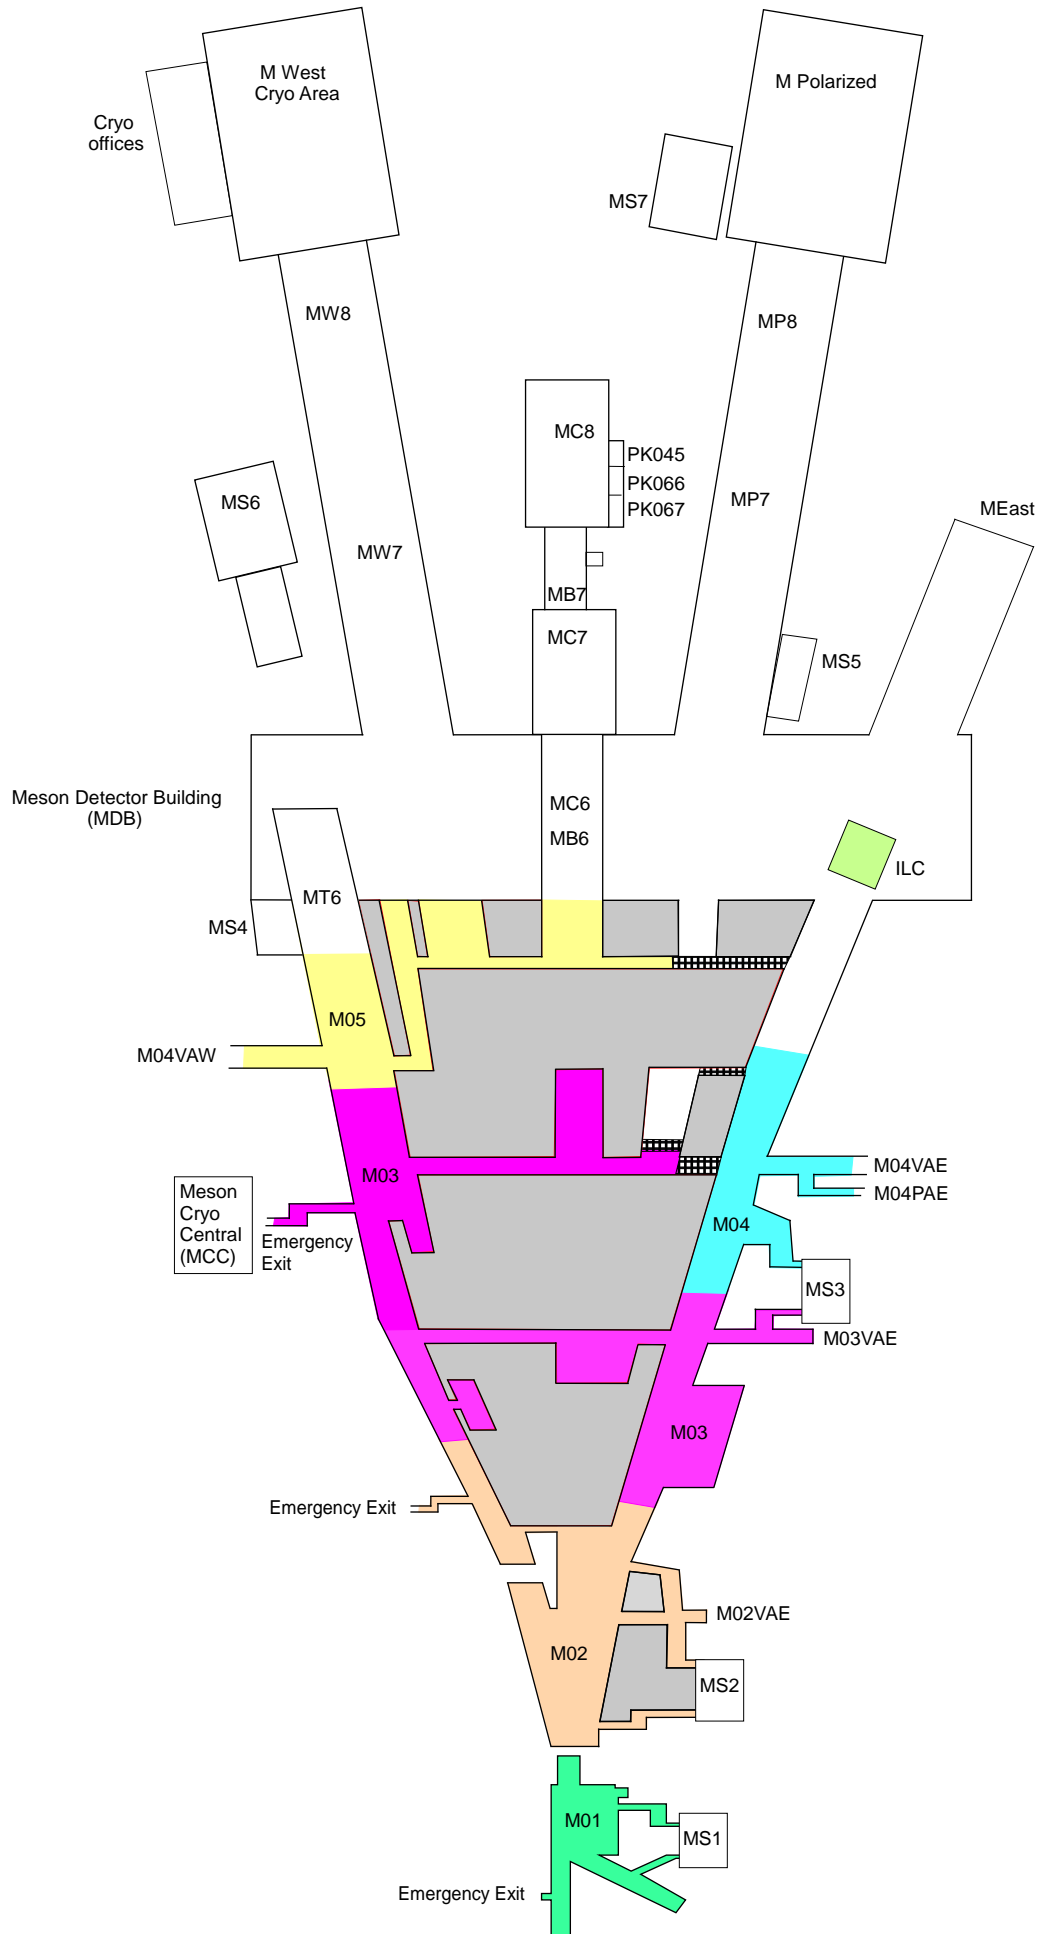 M West
Cryo Area
M Polarized
Cryo
offices
MS7
MW8
MP8
MC8
PK045
PK066
PK067
MS6
MP7
MEast
MW7
MB7
MC7
MS5
Meson Detector Building
(MDB)
MC6
MB6
ILC
MT6
MS4
M05
M04VAW
M03
M04VAE
M04PAE
Meson
Cryo
Central
(MCC)
Emergency
Exit
M04
MS3
M03VAE
M03
Emergency Exit
M02VAE
M02
MS2
M01
MS1
Emergency Exit